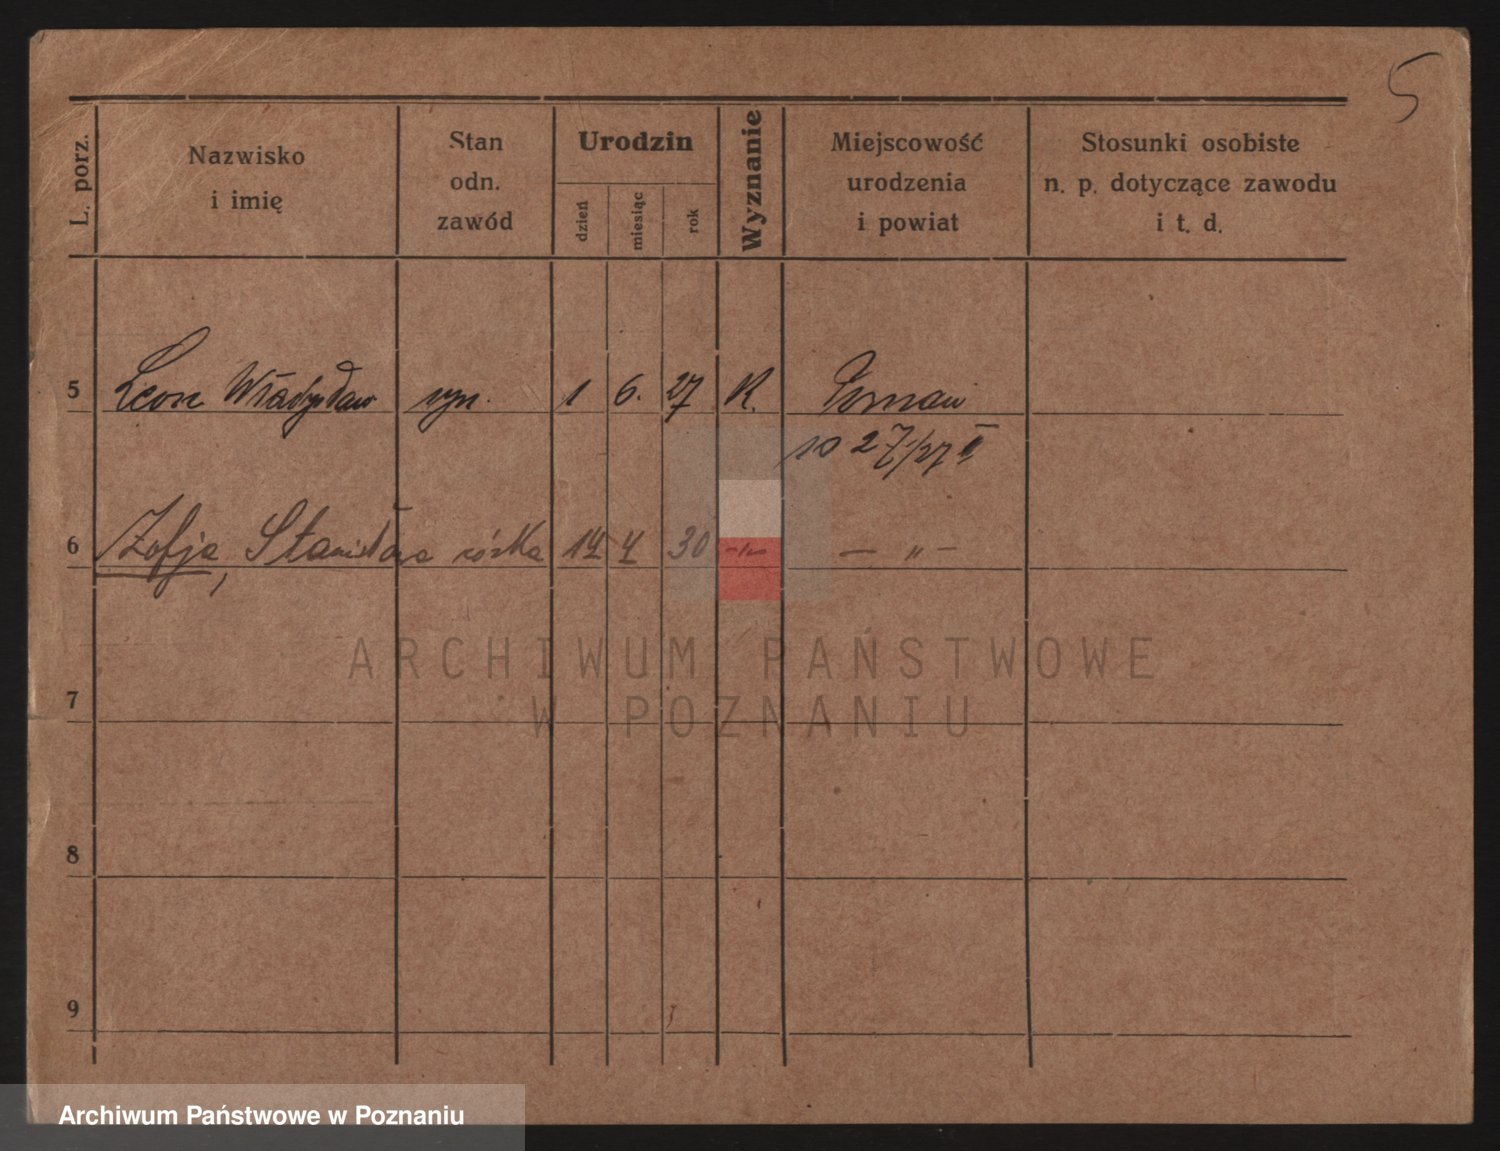 5
L. porz.
Nazwisko
i imię
Stan
odn.
zawód
Urodzin
dzień
miesiąc
rok
Wyznanie
Miejscowość
urodzenia
i powiat
Stosunki osobiste
n. p. dotyczące zawodu
i t. d.
5 Leon Władysław syn. 1 6. 27 K. Poznań
10 27/27 II
6 Zofja, Stanisława córka 14 4 30 -"- - " -
7
8
9
ARCHIWUM PAŃSTWOWE
W POZNANIU
Archiwum Państwowe w Poznaniu